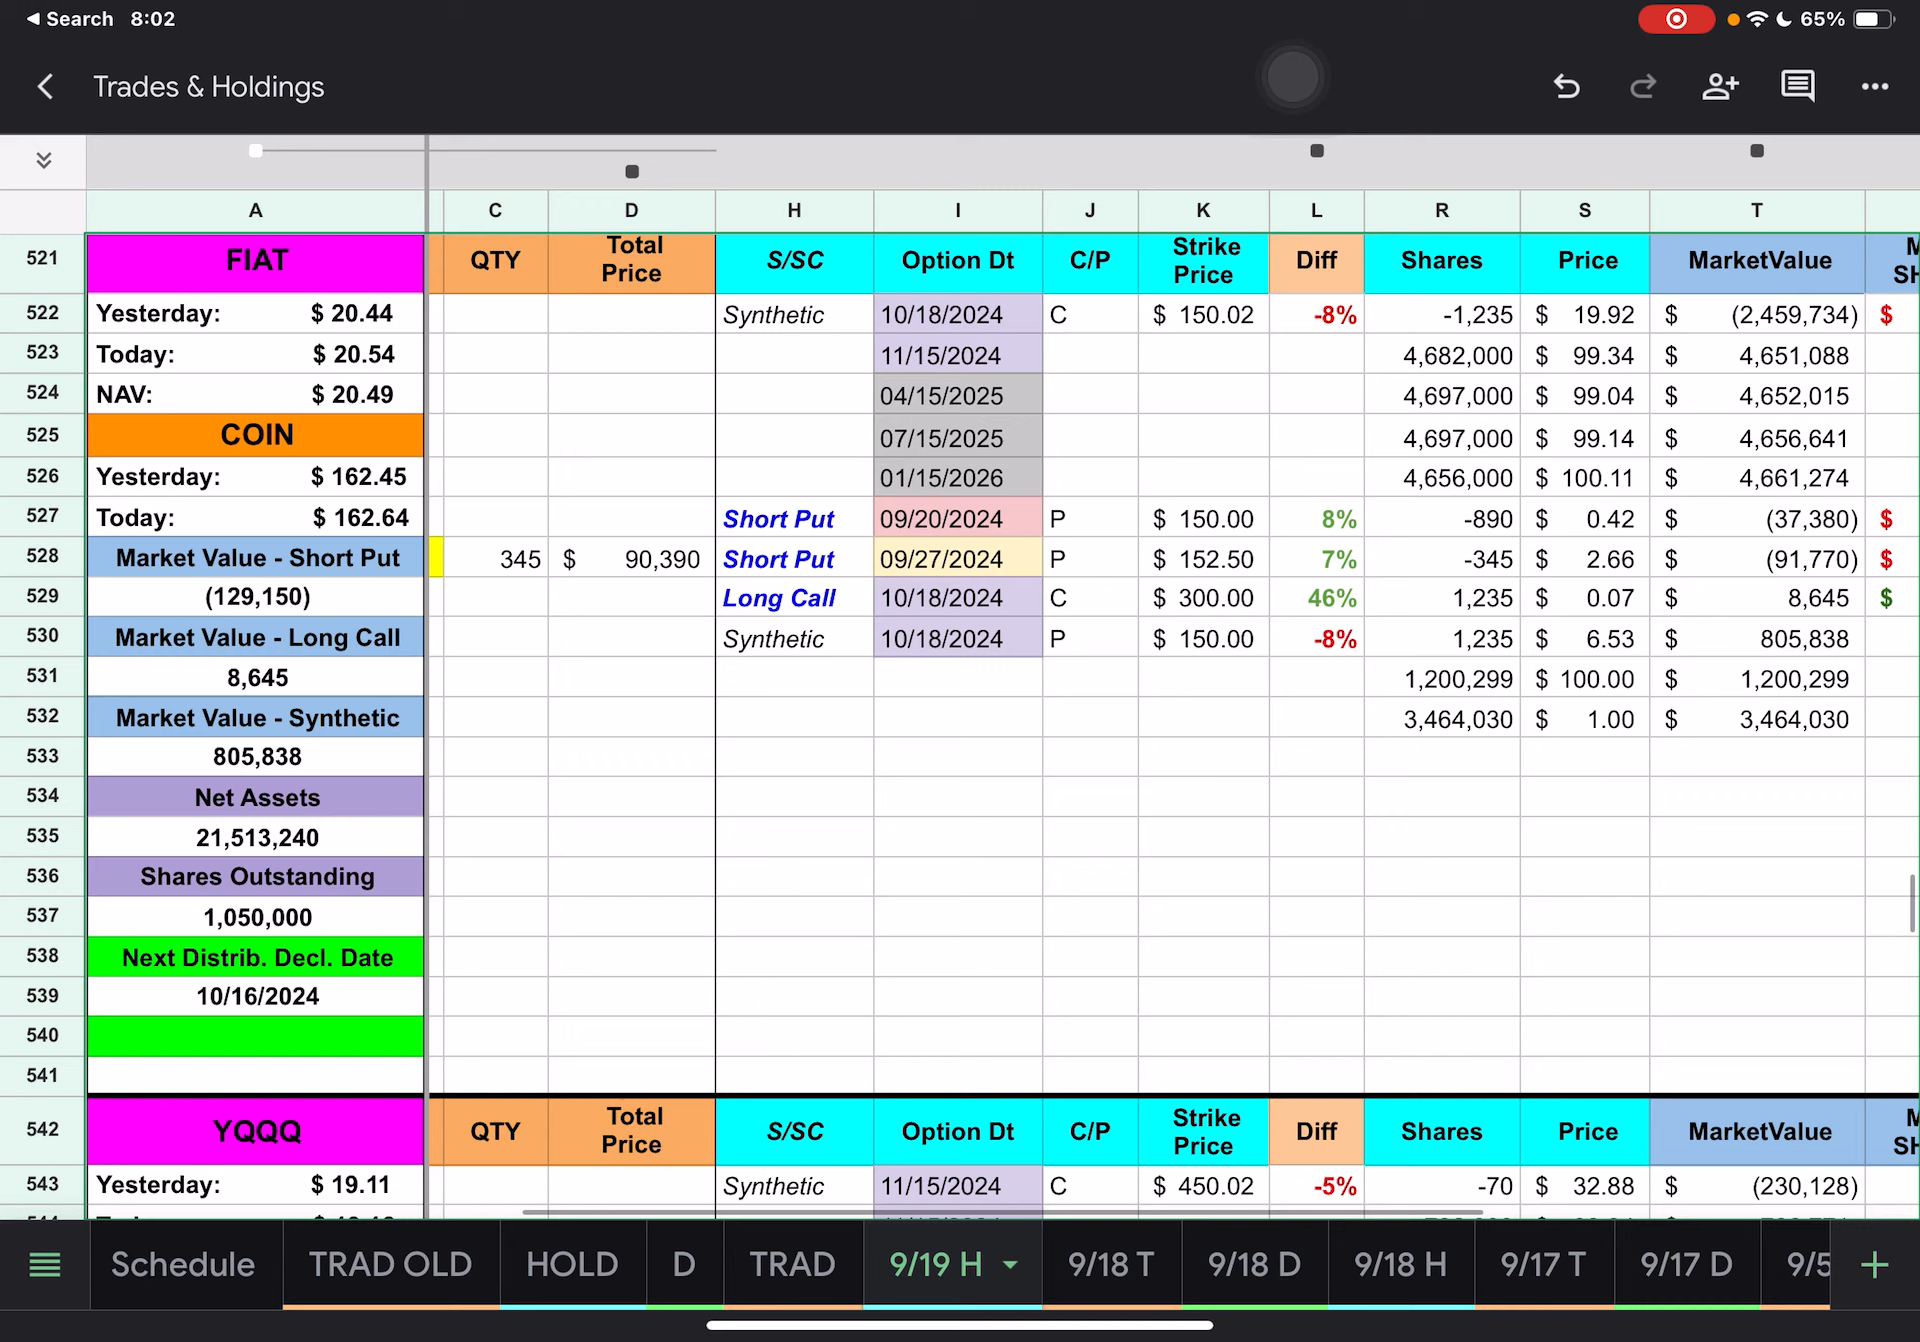 Search 8:02 65%
Trades & Holdings
A C D H I J K L R S T
521 FIAT QTY Total Price S/SC Option Dt C/P Strike Price Diff Shares Price MarketValue
522 Yesterday: $ 20.44 Synthetic 10/18/2024 C $ 150.02 -8% -1,235 $ 19.92 $ (2,459,734) $
523 Today: $ 20.54 11/15/2024 4,682,000 $ 99.34 $ 4,651,088
524 NAV: $ 20.49 04/15/2025 4,697,000 $ 99.04 $ 4,652,015
525 COIN 07/15/2025 4,697,000 $ 99.14 $ 4,656,641
526 Yesterday: $ 162.45 01/15/2026 4,656,000 $ 100.11 $ 4,661,274
527 Today: $ 162.64 Short Put 09/20/2024 P $ 150.00 8% -890 $ 0.42 $ (37,380) $
528 Market Value - Short Put 345 $ 90,390 Short Put 09/27/2024 P $ 152.50 7% -345 $ 2.66 $ (91,770) $
529 (129,150) Long Call 10/18/2024 C $ 300.00 46% 1,235 $ 0.07 $ 8,645 $
530 Market Value - Long Call Synthetic 10/18/2024 P $ 150.00 -8% 1,235 $ 6.53 $ 805,838
531 8,645 1,200,299 $ 100.00 $ 1,200,299
532 Market Value - Synthetic 3,464,030 $ 1.00 $ 3,464,030
533 805,838
534 Net Assets
535 21,513,240
536 Shares Outstanding
537 1,050,000
538 Next Distrib. Decl. Date
539 10/16/2024
540
541
542 YQQQ QTY Total Price S/SC Option Dt C/P Strike Price Diff Shares Price MarketValue
543 Yesterday: $ 19.11 Synthetic 11/15/2024 C $ 450.02 -5% -70 $ 32.88 $ (230,128)
Schedule TRAD OLD HOLD D TRAD 9/19 H 9/18 T 9/18 D 9/18 H 9/17 T 9/17 D 9/5